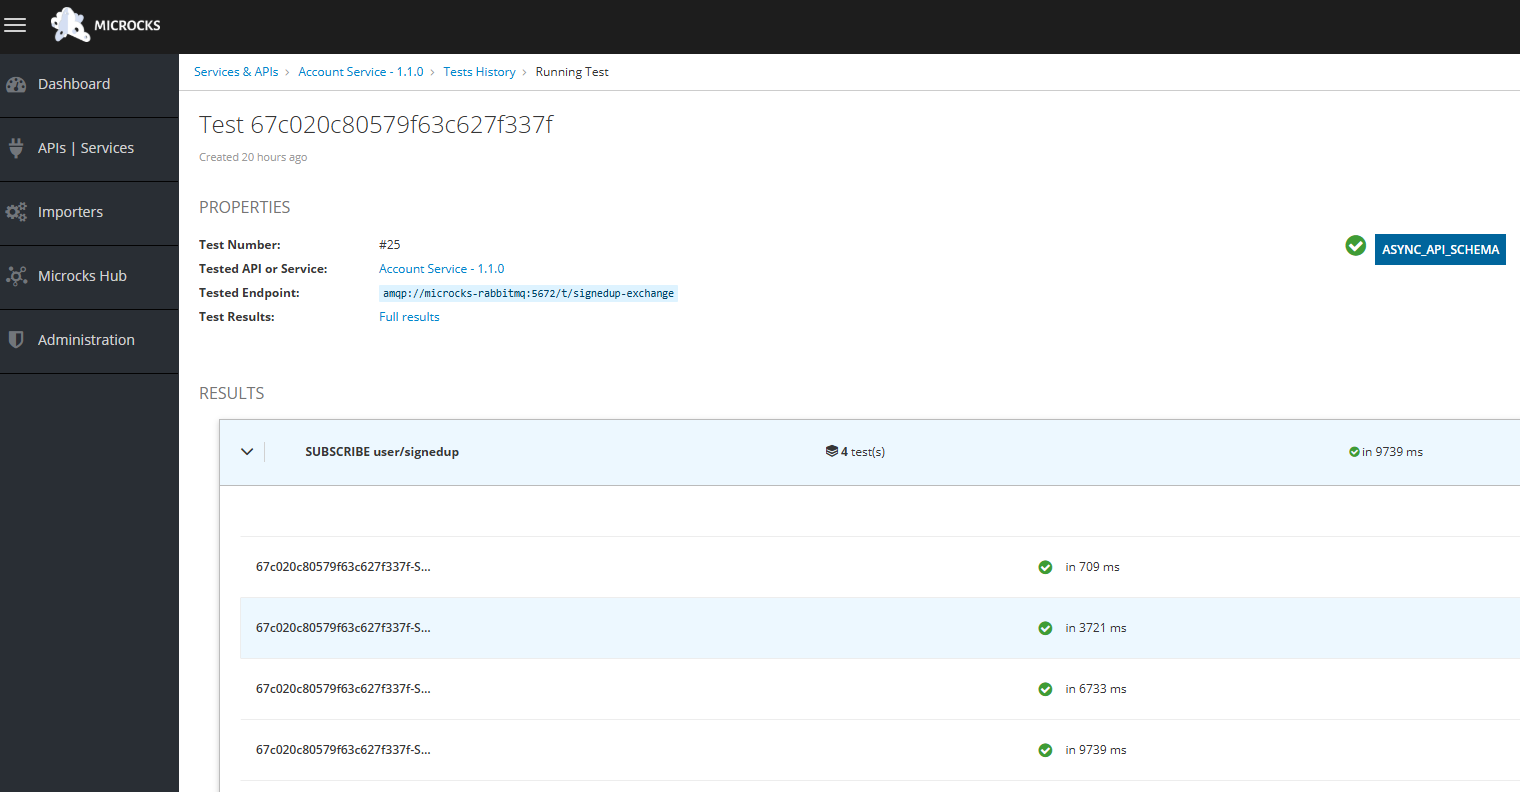 MICROCKS
Dashboard
APIs | Services
Importers
Microcks Hub
Administration
Services & APIs > Account Service - 1.1.0 > Tests History > Running Test
Test 67c020c80579f63c627f337f
Created 20 hours ago
PROPERTIES
Test Number: #25
Tested API or Service: Account Service - 1.1.0
Tested Endpoint: amqp://microcks-rabbitmq:5672/t/signedup-exchange
Test Results: Full results
ASYNC_API_SCHEMA
RESULTS
SUBSCRIBE user/signedup 4 test(s) in 9739 ms
67c020c80579f63c627f337f-S... in 709 ms
67c020c80579f63c627f337f-S... in 3721 ms
67c020c80579f63c627f337f-S... in 6733 ms
67c020c80579f63c627f337f-S... in 9739 ms